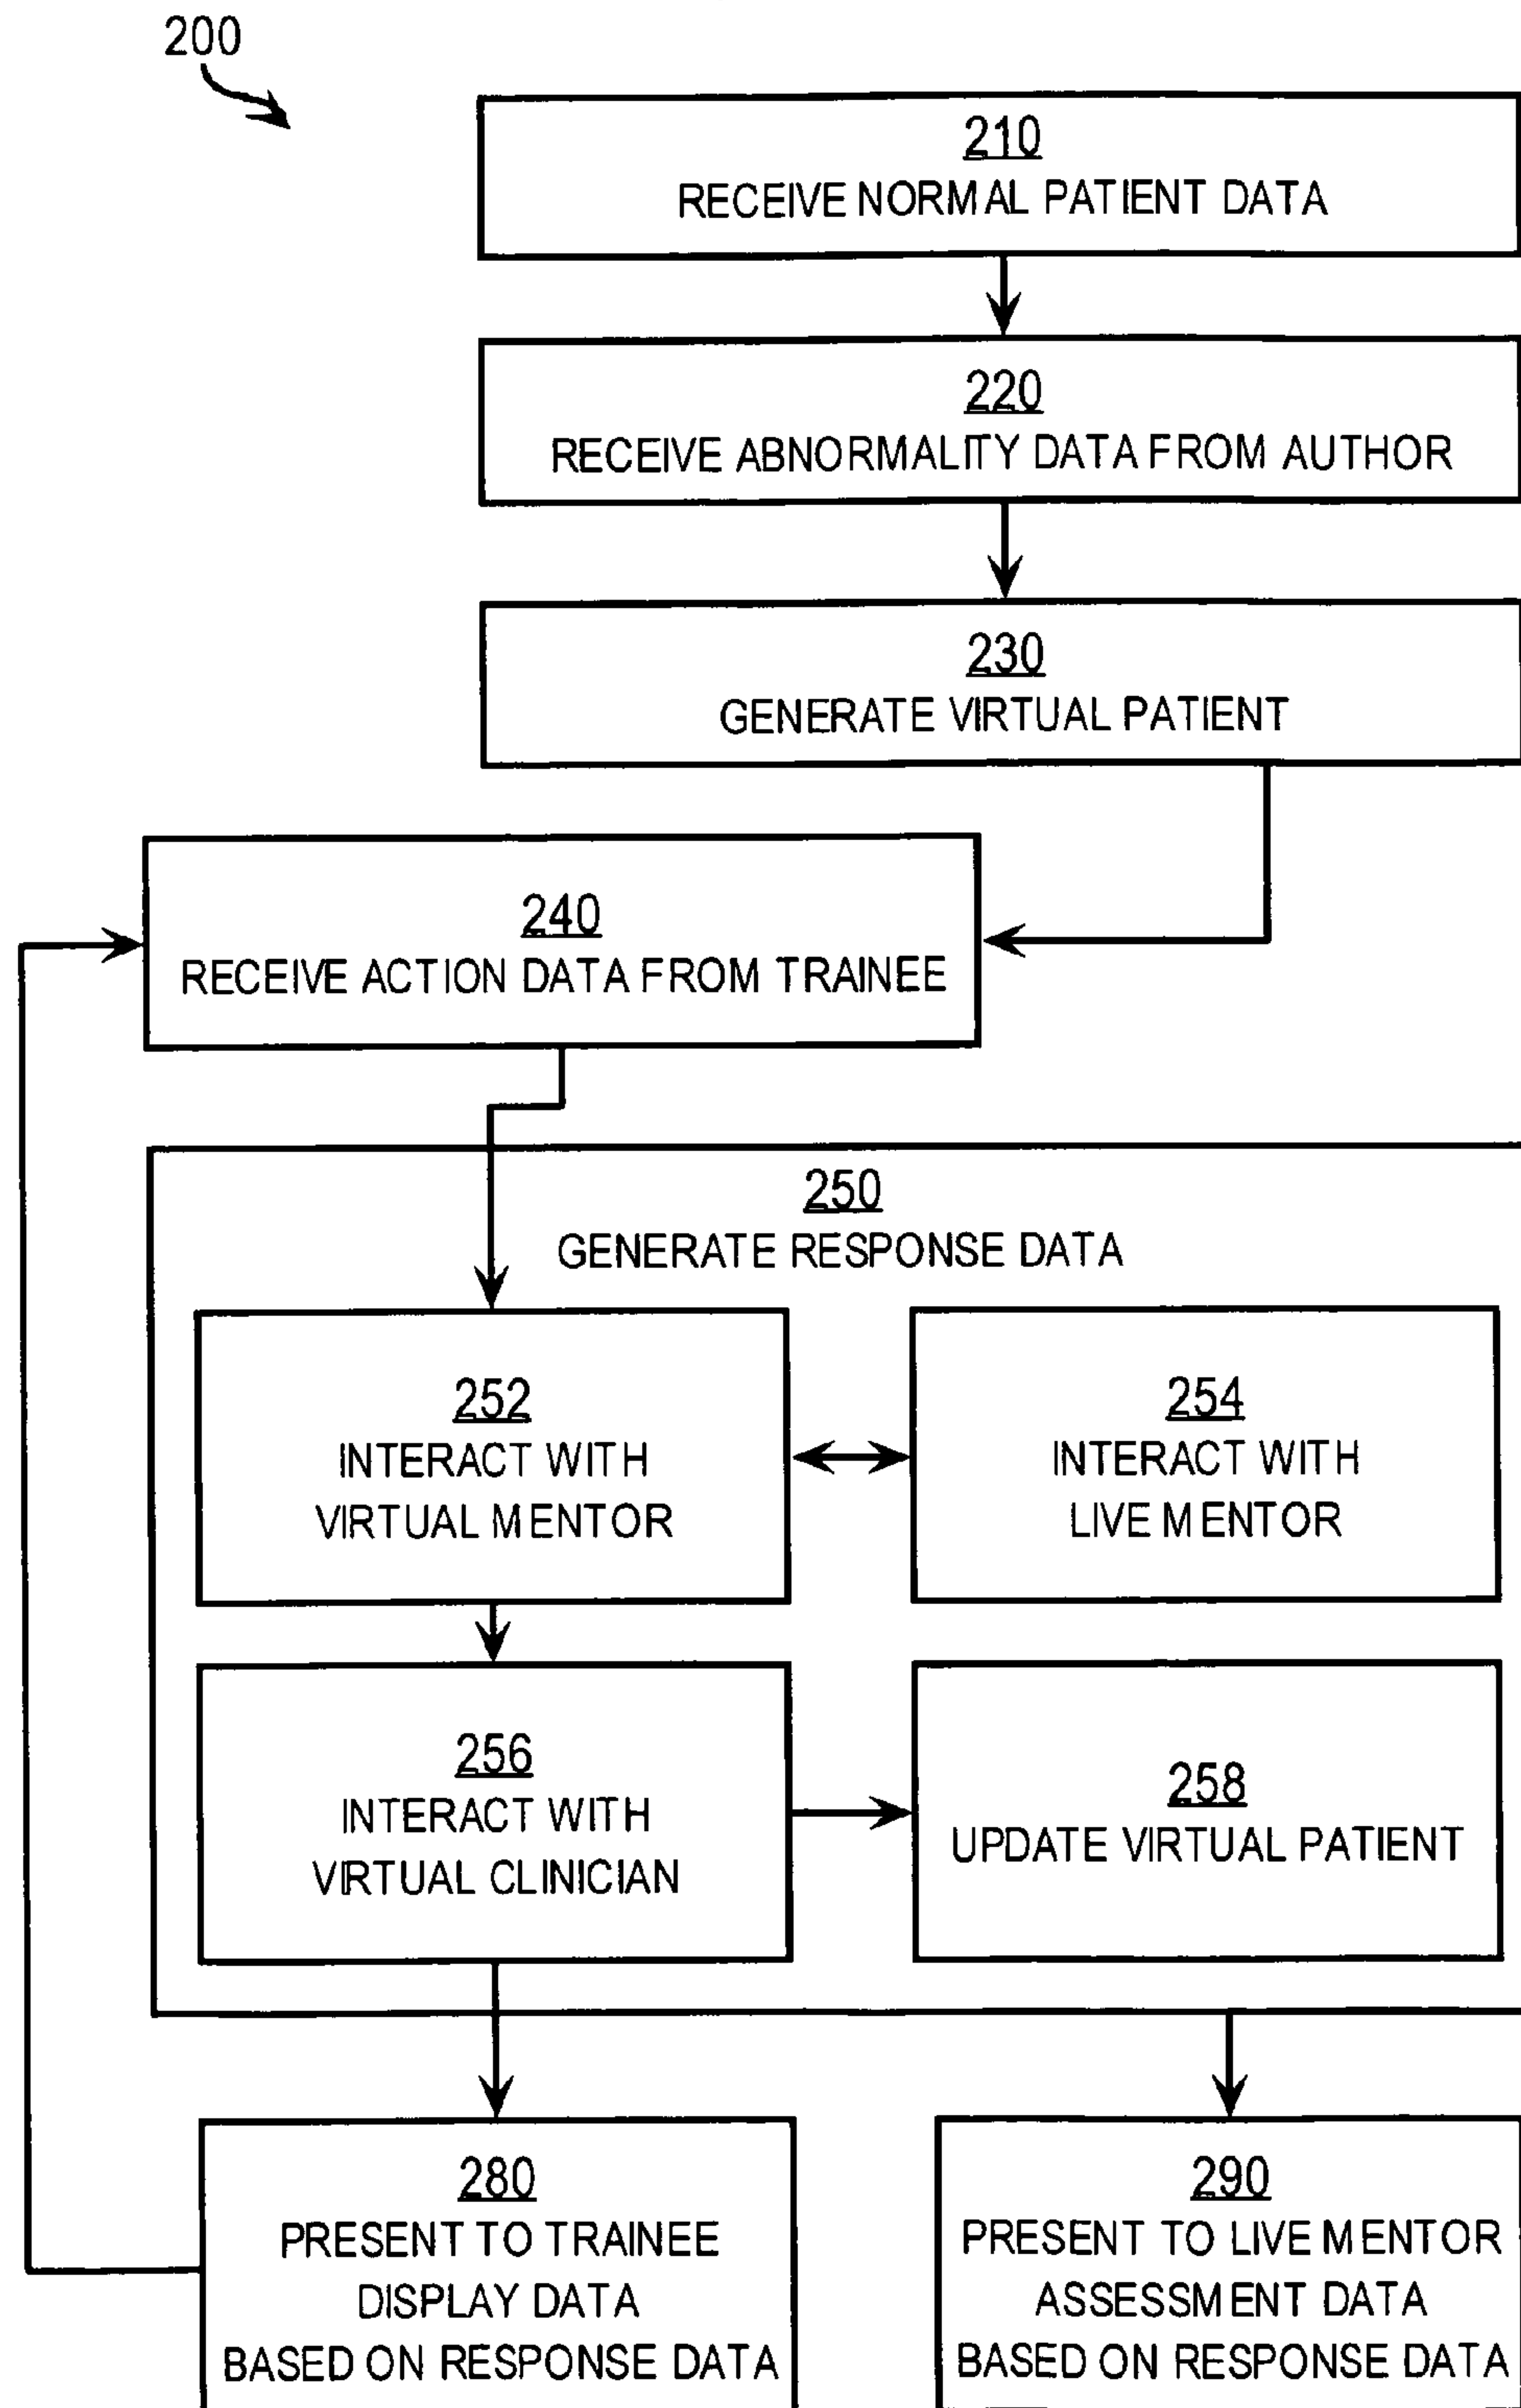 200
210
RECEIVE NORMAL PATIENT DATA
220
RECEIVE ABNORMALITY DATA FROM AUTHOR
230
GENERATE VIRTUAL PATIENT
240
RECEIVE ACTION DATA FROM TRAINEE
250
GENERATE RESPONSE DATA
252
INTERACT WITH
VIRTUAL MENTOR
254
INTERACT WITH
LIVE MENTOR
256
INTERACT WITH
VIRTUAL CLINICIAN
258
UPDATE VIRTUAL PATIENT
280
PRESENT TO TRAINEE
DISPLAY DATA
BASED ON RESPONSE DATA
290
PRESENT TO LIVE MENTOR
ASSESSMENT DATA
BASED ON RESPONSE DATA